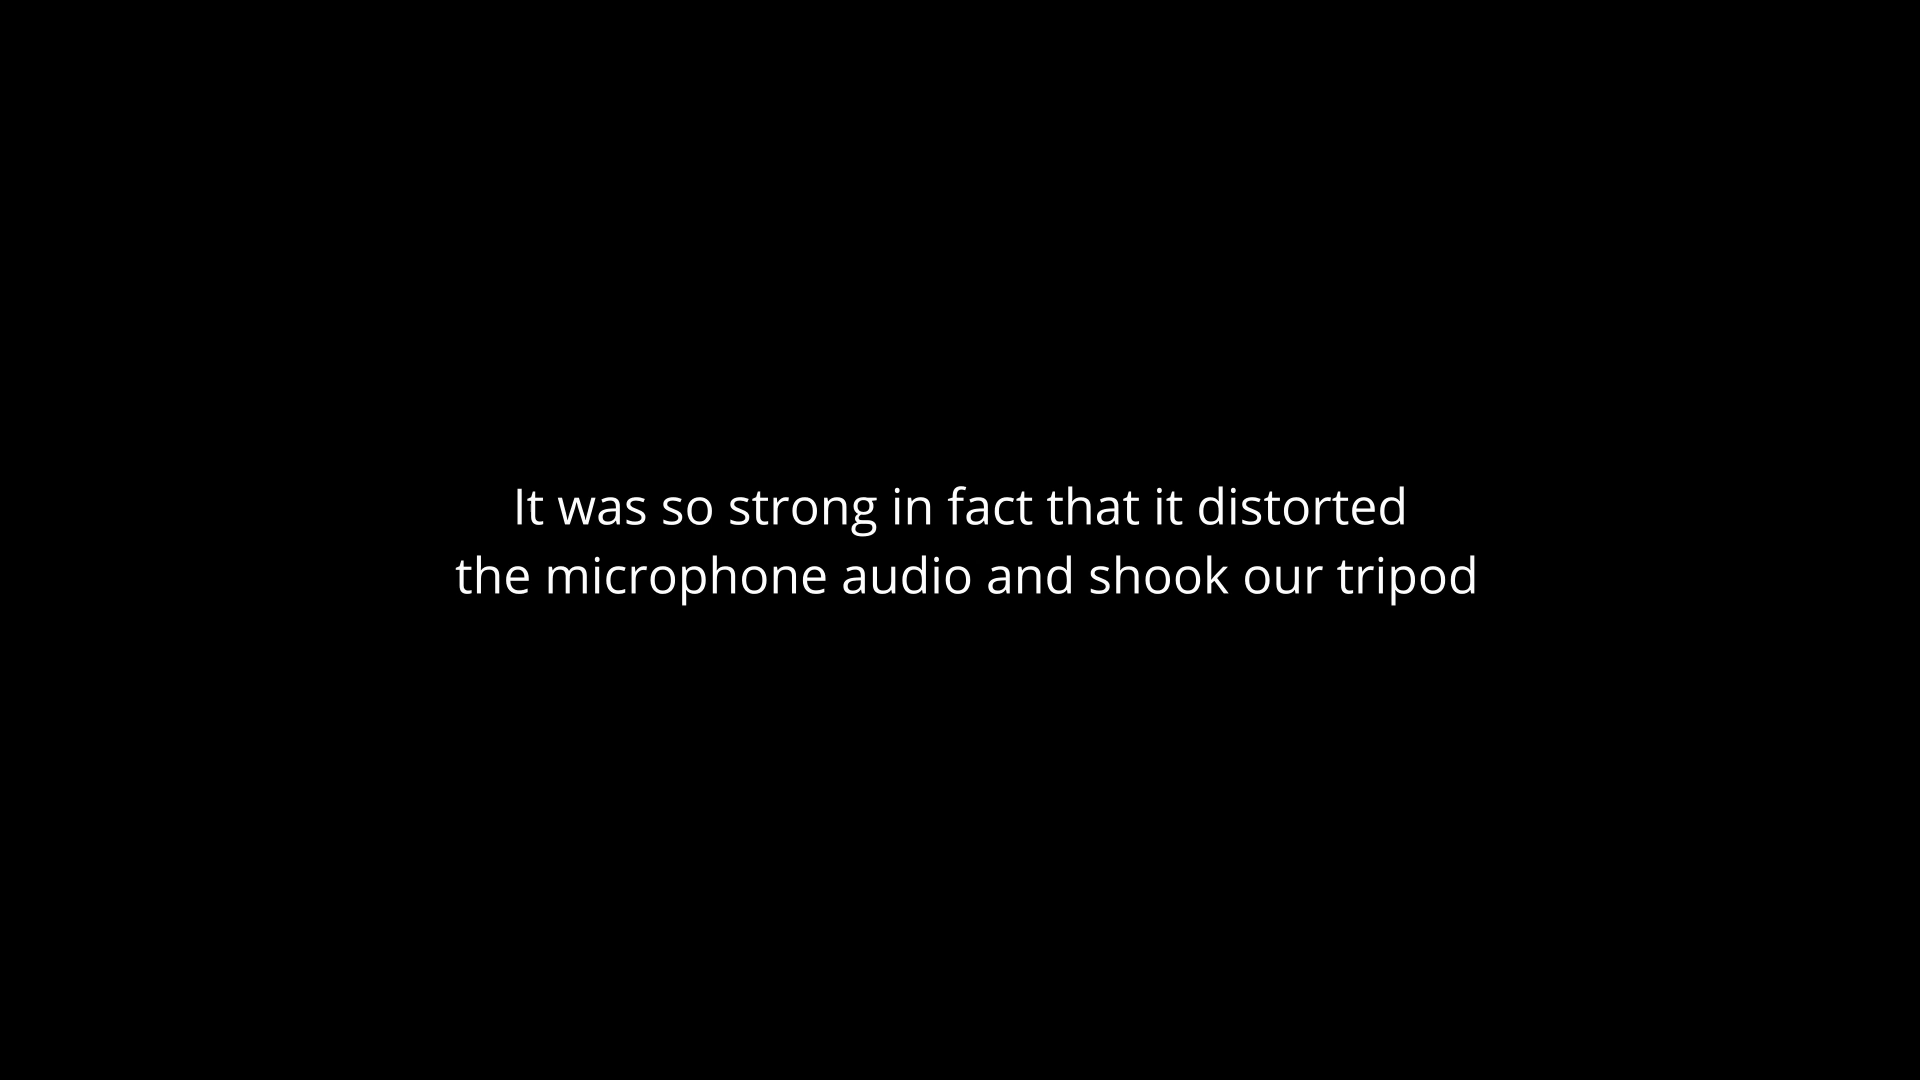 It was so strong in fact that it distorted
the microphone audio and shook our tripod